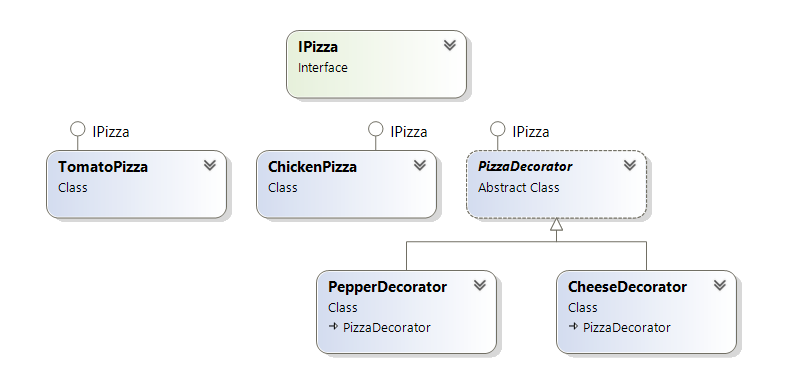 IPizza
Interface
IPizza
IPizza
IPizza
TomatoPizza
Class
ChickenPizza
Class
PizzaDecorator
Abstract Class
PepperDecorator
Class
PizzaDecorator
CheeseDecorator
Class
PizzaDecorator